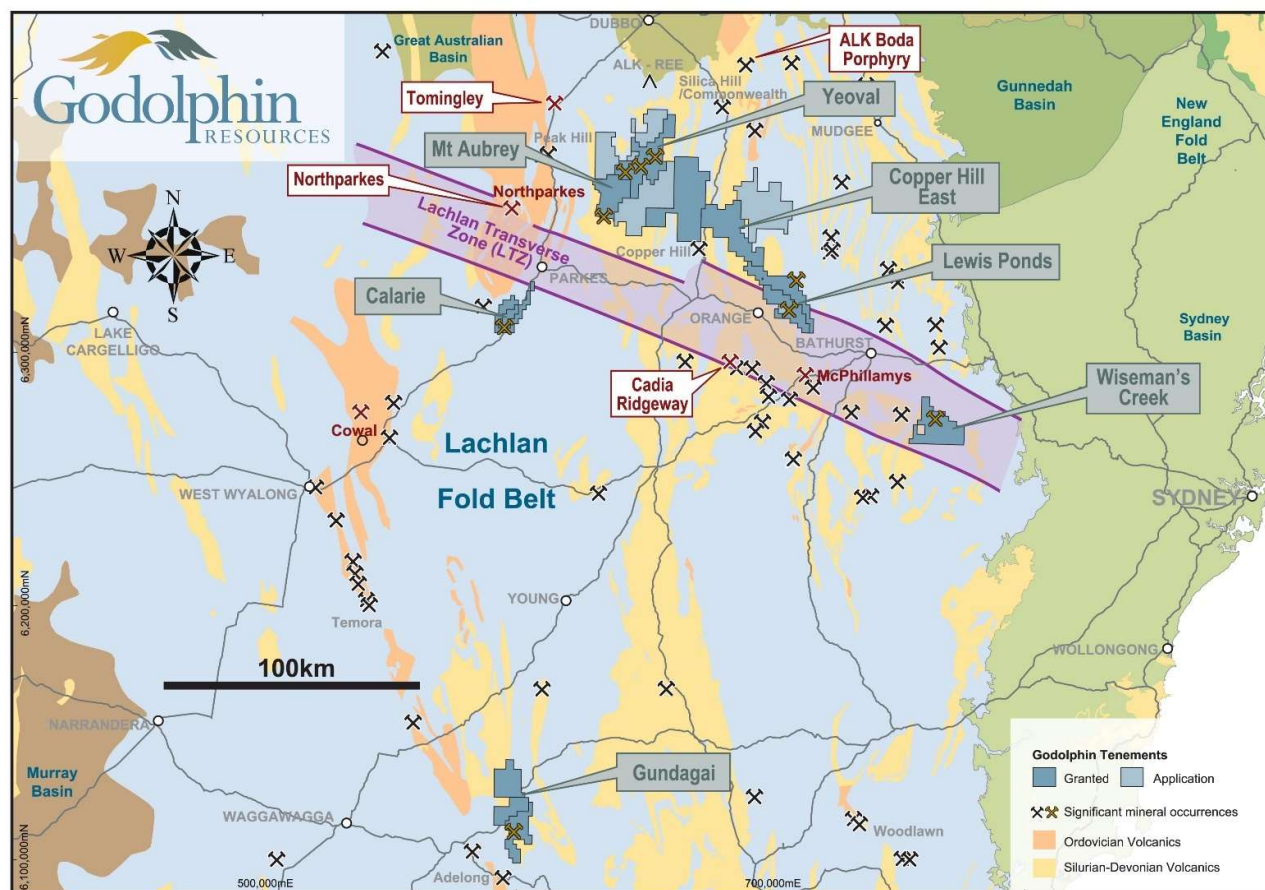 Godolphin
RESOURCES
Great Australian
Basin
DUBBO
ALK - REE
ALK Boda
Porphyry
Silica Hill
/Commonwealth
Yeoval
Gunnedah
Basin
New
England
Fold
Belt
Tomingley
Peak Hill
MUDGEE
Mt Aubrey
Northparkes
Northparkes
Copper Hill
East
N
W
E
S
Lachlan Transverse
Zone (LTZ)
Copper Hill
Lewis Ponds
PARKES
Calarie
ORANGE
LAKE
CARGELLIGO
BATHURST
Sydney
Basin
6,300,000mN
Cadia
Ridgeway
McPhillamys
Wiseman's
Creek
Cowal
Lachlan
Fold Belt
WEST WYALONG
SYDNEY
6,200,000mN
YOUNG
Temora
WOLLONGONG
100km
NARRANDERA
Murray
Basin
Gundagai
WAGGAWAGGA
Woodlawn
Adelong
6,100,000mN
500,000mE
700,000mE
Godolphin Tenements
Granted
Application
Significant mineral occurrences
Ordovician Volcanics
Silurian-Devonian Volcanics